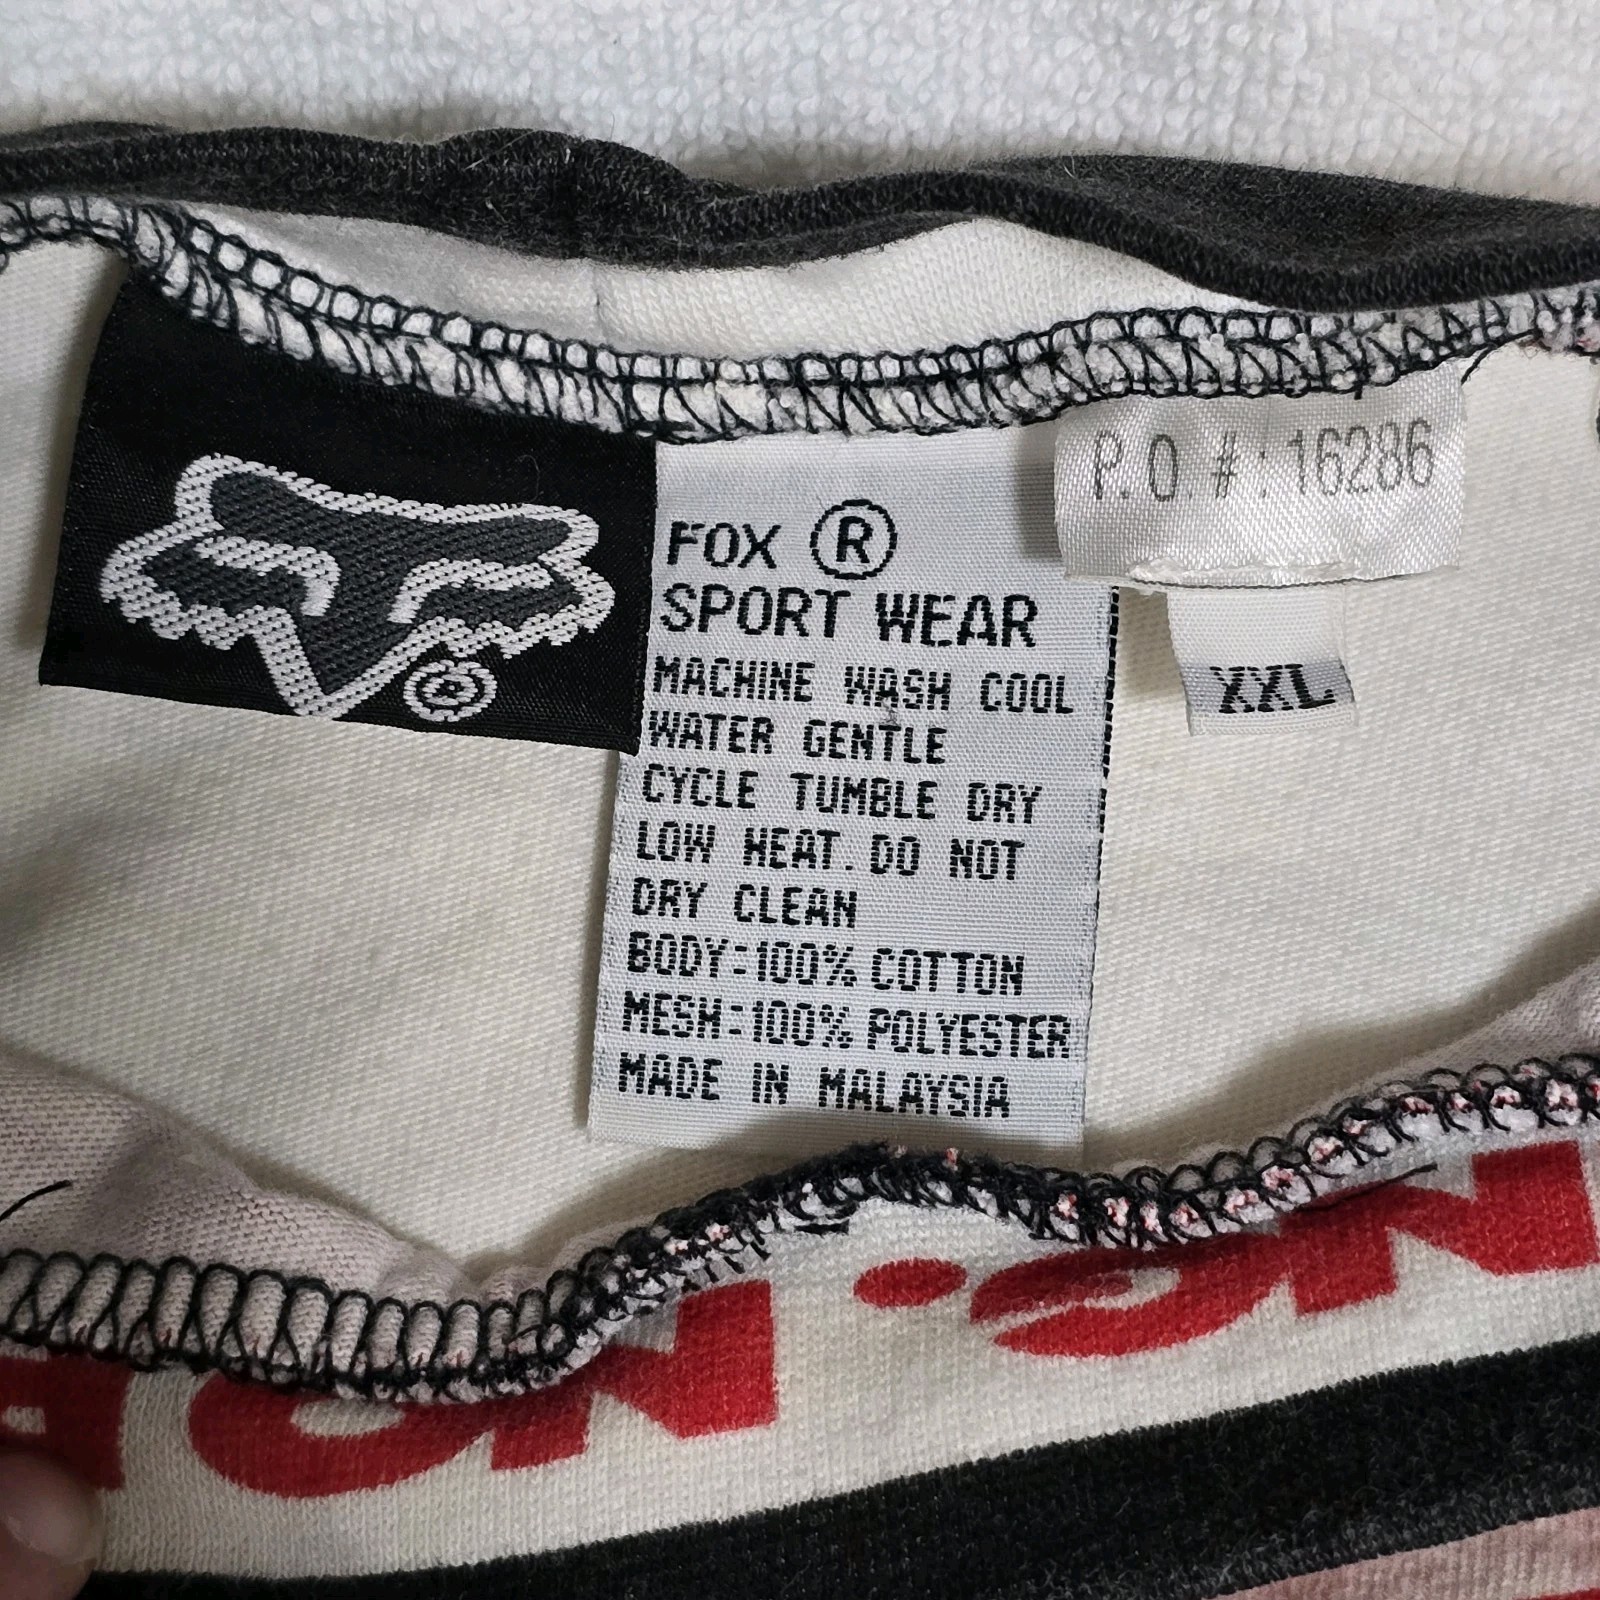 P.O.#:16286
FOX ®
SPORT WEAR
MACHINE WASH COOL
WATER GENTLE
CYCLE TUMBLE DRY
LOW HEAT. DO NOT
DRY CLEAN
BODY:100% COTTON
MESH:100% POLYESTER
MADE IN MALAYSIA
XXL
®